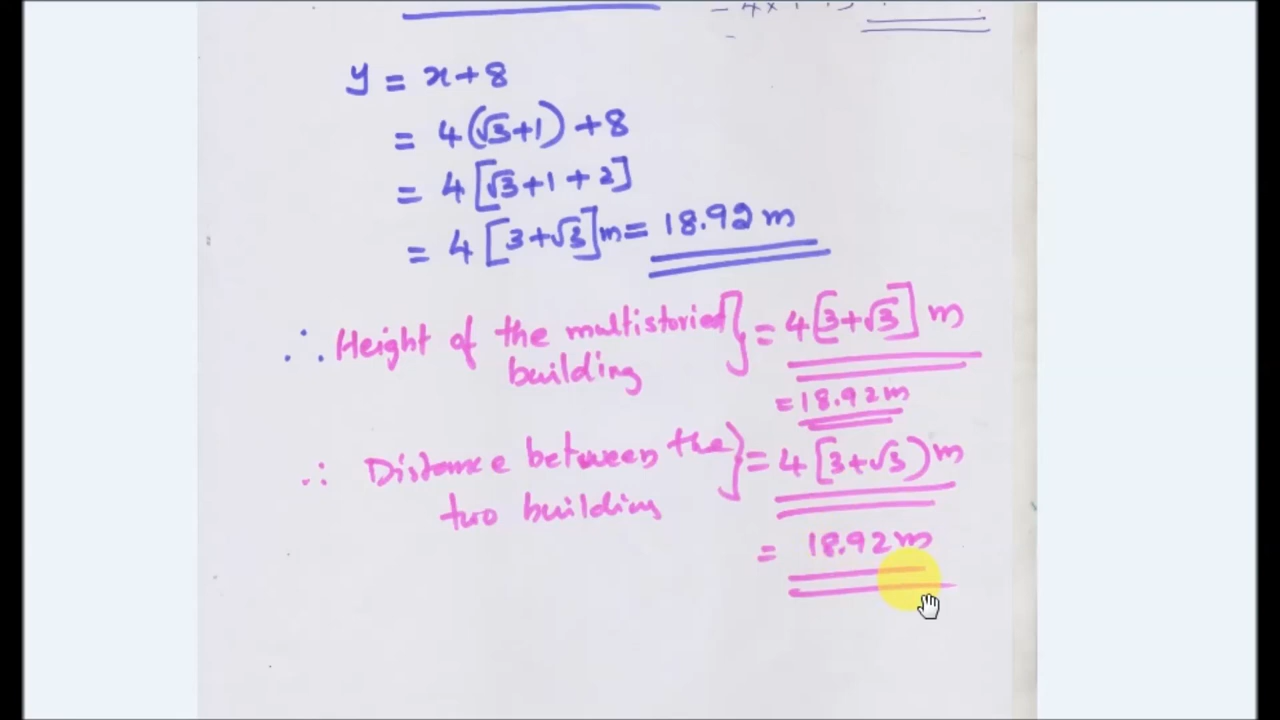 y = x+8
= 4(√3+1) +8
= 4[√3+1+2]
= 4[3+√3]m = 18.92 m
∴ Height of the multistoried building } = 4[3+√3] m
= 18.92m
∴ Distance between the two building } = 4[3+√3)m
= 18.92m